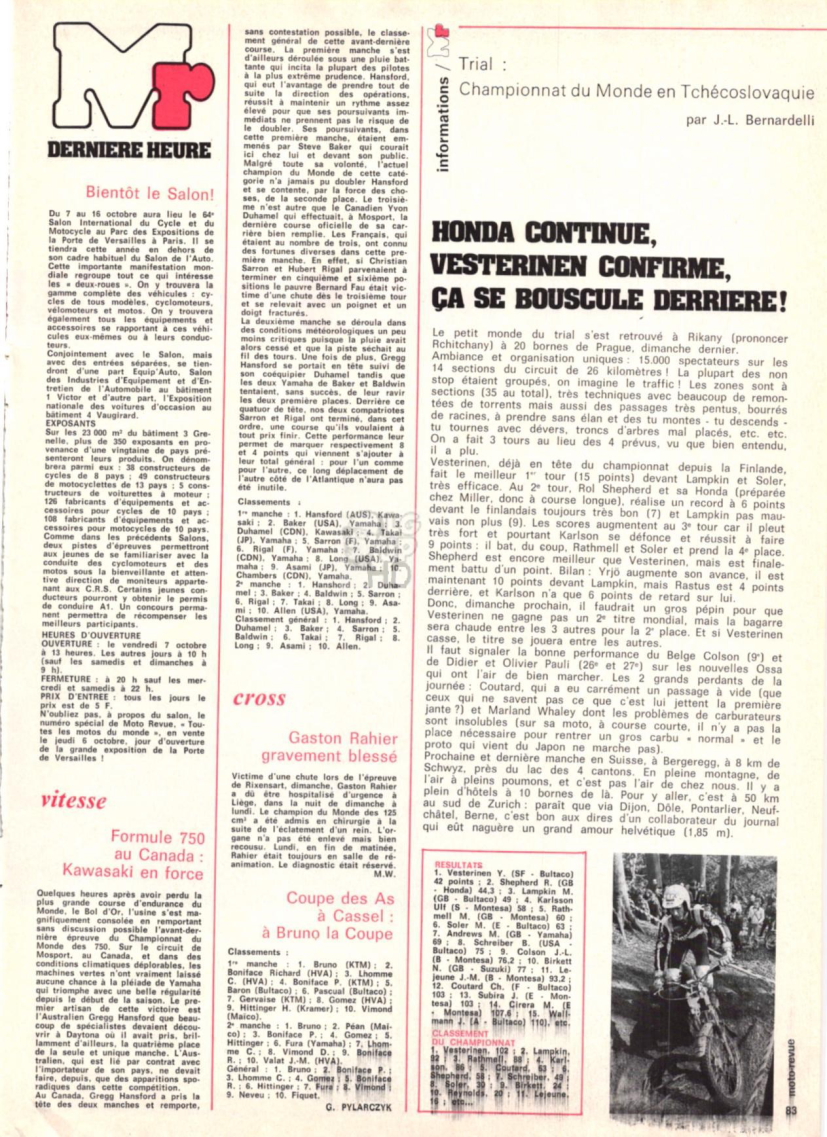 Mr
DERNIERE HEURE
Bientôt le Salon!
Du 7 au 16 octobre aura lieu le 64e
Salon International du Cycle et du
Motocycle au Parc des Expositions de
la Porte de Versailles à Paris. Il se
tiendra cette année en dehors de
son cadre habituel du Salon de l'Auto.
Cette importante manifestation mon-
diale regroupe tout ce qui intéresse
les « deux-roues ». On y trouvera la
gamme complète des véhicules : cy-
cles de tous modèles, cyclomoteurs,
vélomoteurs et motos. On y trouvera
également tous les équipements et
accessoires se rapportant à ces véhi-
cules eux-mêmes ou à leurs conduc-
teurs.
Conjointement avec le Salon, mais
avec des entrées séparées, se tien-
dront d'une part Equip'Auto, Salon
des Industries d'Equipement et d'En-
tretien de l'Automobile au bâtiment
1 Victor et d'autre part, l'Exposition
nationale des voitures d'occasion au
bâtiment 4 Vaugirard.
EXPOSANTS
Sur les 23 000 m² du bâtiment 3 Gre-
nelle, plus de 350 exposants en pro-
venance d'une vingtaine de pays pré-
senteront leurs produits. On dénom-
brera parmi eux : 38 constructeurs de
cycles de 8 pays ; 49 constructeurs
de motocyclettes de 13 pays ; 5 cons-
tructeurs de voiturettes à moteur ;
126 fabricants d'équipements et ac-
cessoires pour cycles de 10 pays ;
108 fabricants d'équipements et ac-
cessoires pour motocycles de 10 pays.
Comme dans les précédents Salons,
deux pistes d'épreuves permettront
aux jeunes de se familiariser avec la
conduite des cyclomoteurs et des
motos sous la bienveillante et atten-
tive direction de moniteurs apparte-
nant aux C.R.S. Certains jeunes con-
ducteurs pourront y obtenir le permis
de conduire A1. Un concours perma-
nent permettra de récompenser les
meilleurs participants.
HEURES D'OUVERTURE
OUVERTURE : le vendredi 7 octobre
à 13 heures. Les autres jours à 10 h
(sauf les samedis et dimanches à
9 h).
FERMETURE : à 20 h sauf les mer-
credi et samedis à 22 h.
PRIX D'ENTREE : tous les jours le
prix est de 5 F.
N'oubliez pas, à propos du salon, le
numéro spécial de Moto Revue, « Tou-
tes les motos du monde », en vente
le jeudi 6 octobre, jour d'ouverture
de la grande exposition de la Porte
de Versailles !
vitesse
Formule 750
au Canada :
Kawasaki en force
Quelques heures après avoir perdu la
plus grande course d'endurance du
Monde, le Bol d'Or, l'usine s'est ma-
gnifiquement consolée en remportant
sans discussion possible l'avant-der-
nière épreuve du Championnat du
Monde des 750. Sur le circuit de
Mosport, au Canada, et dans des
conditions climatiques déplorables, les
machines vertes n'ont vraiment laissé
aucune chance à la pléiade de Yamaha
qui triomphe avec une belle régularité
depuis le début de la saison. Le pre-
mier artisan de cette victoire est
l'Australien Gregg Hansford que beau-
coup de spécialistes devaient décou-
vrir à Daytona où il avait pris, bril-
lamment d'ailleurs, la quatrième place
de la seule et unique manche. L'Aus-
tralien, qui est lié par contrat avec
l'importateur de son pays, ne devait
faire, depuis, que des apparitions spo-
radiques dans cette compétition.
Au Canada, Gregg Hansford a pris la
tête des deux manches et remporte,
sans contestation possible, le classe-
ment général de cette avant-dernière
course. La première manche s'est
d'ailleurs déroulée sous une pluie bat-
tante qui incita la plupart des pilotes
à la plus extrême prudence. Hansford,
qui eut l'avantage de prendre tout de
suite la direction des opérations,
réussit à maintenir un rythme assez
élevé pour que ses poursuivants im-
médiats ne prennent pas le risque de
le doubler. Ses poursuivants, dans
cette première manche, étaient em-
menés par Steve Baker qui courait
ici chez lui et devant son public.
Malgré toute sa volonté, l'actuel
champion du Monde de cette caté-
gorie n'a jamais pu doubler Hansford
et se contente, par la force des cho-
ses, de la seconde place. Le troisiè-
me n'est autre que le Canadien Yvon
Duhamel qui effectuait, à Mosport, la
dernière course oficielle de sa car-
rière bien remplie. Les Français, qui
étaient au nombre de trois, ont connu
des fortunes diverses dans cette pre-
mière manche. En effet, si Christian
Sarron et Hubert Rigal parvenaient à
terminer en cinquième et sixième po-
sitions le pauvre Bernard Fau était vic-
time d'une chute dès le troisième tour
et se relevait avec un poignet et un
doigt fracturés.
La deuxième manche se déroula dans
des conditions météorologiques un peu
moins critiques puisque la pluie avait
alors cessé et que la piste séchait au
fil des tours. Une fois de plus, Gregg
Hansford se portait en tête suivi de
son coéquipier Duhamel tandis que
les deux Yamaha de Baker et Baldwin
tentaient, sans succès, de leur ravir
les deux premières places. Derrière ce
quatuor de tête, nos deux compatriotes
Sarron et Rigal ont terminé, dans cet
ordre, une course qu'ils voulaient à
tout prix finir. Cette performance leur
permet de marquer respectivement 8
et 4 points qui viennent s'ajouter à
leur total général : pour l'un comme
pour l'autre, ce long déplacement de
l'autre côté de l'Atlantique n'aura pas
été inutile.
Classements :
1re manche : 1. Hansford (AUS), Kawa-
saki ; 2. Baker (USA), Yamaha ; 3.
Duhamel (CDN), Kawasaki ; 4. Takai
(JP), Yamaha ; 5. Sarron (F), Yamaha ;
6. Rigal (F), Yamaha ; 7. Baldwin
(CDN), Yamaha ; 8. Long (USA), Ya-
maha ; 9. Asami (JP), Yamaha ; 10.
Chambers (CDN), Yamaha.
2e manche : 1. Hanshord ; 2. Duha-
mel ; 3. Baker ; 4. Baldwin ; 5. Sarron ;
6. Rigal ; 7. Takai ; 8. Long ; 9. Asa-
mi ; 10. Allen (USA), Yamaha.
Classement général : 1. Hansford ; 2.
Duhamel ; 3. Baker ; 4. Sarron ; 5.
Baldwin ; 6. Takai ; 7. Rigal ; 8.
Long ; 9. Asami ; 10. Allen.
cross
Gaston Rahier
gravement blessé
Victime d'une chute lors de l'épreuve
de Rixensart, dimanche, Gaston Rahier
a dû être hospitalisé d'urgence à
Liège, dans la nuit de dimanche à
lundi. Le champion du Monde des 125
cm³ a été admis en chirurgie à la
suite de l'éclatement d'un rein. L'or-
gane n'a pas été enlevé mais bien
recousu. Lundi, en fin de matinée,
Rahier était toujours en salle de ré-
animation. Le diagnostic était réservé.
M.W.
Coupe des As
à Cassel :
à Bruno la Coupe
Classements :
1re manche : 1. Bruno (KTM) ; 2.
Boniface Richard (HVA) ; 3. Lhomme
C. (HVA) ; 4. Boniface P. (KTM) ; 5.
Baron (Bultaco) ; 6. Pascual (Bultaco) ;
7. Gervaise (KTM) ; 8. Gomez (HVA) ;
9. Hittinger H. (Kramer) ; 10. Vimond
(Maico).
2e manche : 1. Bruno ; 2. Péan (Mai-
co) ; 3. Boniface P. ; 4. Gomez ; 5.
Hittinger ; 6. Fura (Yamaha) ; 7. Lhom-
me C. ; 8. Vimond D. ; 9. Boniface
R. ; 10. Valat J.-M. (HVA).
Général : 1. Bruno ; 2. Boniface P. ;
3. Lhomme C. ; 4. Gomez ; 5. Boniface
R. ; 6. Hittinger ; 7. Fura ; 8. Vimond ;
9. Neveu ; 10. Fiquet.
G. PYLARCZYK
informations / Mr
Trial :
Championnat du Monde en Tchécoslovaquie
par J.-L. Bernardelli
HONDA CONTINUE,
VESTERINEN CONFIRME,
ÇA SE BOUSCULE DERRIERE!
Le petit monde du trial s'est retrouvé à Rikany (prononcer
Rchitchany) à 20 bornes de Prague, dimanche dernier.
Ambiance et organisation uniques : 15.000 spectateurs sur les
14 sections du circuit de 26 kilomètres ! La plupart des non
stop étaient groupés, on imagine le traffic ! Les zones sont à
sections (35 au total), très techniques avec beaucoup de remon-
tées de torrents mais aussi des passages très pentus, bourrés
de racines, à prendre sans élan et des tu montes - tu descends -
tu tournes avec dévers, troncs d'arbres mal placés, etc. etc.
On a fait 3 tours au lieu des 4 prévus, vu que bien entendu,
il a plu.
Vesterinen, déjà en tête du championnat depuis la Finlande,
fait le meilleur 1er tour (15 points) devant Lampkin et Soler,
très efficace. Au 2e tour, Rol Shepherd et sa Honda (préparée
chez Miller, donc à course longue), réalise un record à 6 points
devant le finlandais toujours très bon (7) et Lampkin pas mau-
vais non plus (9). Les scores augmentent au 3e tour car il pleut
très fort et pourtant Karlson se défonce et réussit à faire
9 points : il bat, du coup, Rathmell et Soler et prend la 4e place.
Shepherd est encore meilleur que Vesterinen, mais est finale-
ment battu d'un point. Bilan : Yrjö augmente son avance, il est
maintenant 10 points devant Lampkin, mais Rastus est 4 points
derrière, et Karlson n'a que 6 points de retard sur lui.
Donc, dimanche prochain, il faudrait un gros pépin pour que
Vesterinen ne gagne pas un 2e titre mondial, mais la bagarre
sera chaude entre les 3 autres pour la 2e place. Et si Vesterinen
casse, le titre se jouera entre les autres.
Il faut signaler la bonne performance du Belge Colson (9e) et
de Didier et Olivier Pauli (26e et 27e) sur les nouvelles Ossa
qui ont l'air de bien marcher. Les 2 grands perdants de la
journée : Coutard, qui a eu carrément un passage à vide (que
ceux qui ne savent pas ce que c'est lui jettent la première
jante ?) et Marland Whaley dont les problèmes de carburateurs
sont insolubles (sur sa moto, à course courte, il n'y a pas la
place nécessaire pour rentrer un gros carbu « normal » et le
proto qui vient du Japon ne marche pas).
Prochaine et dernière manche en Suisse, à Bergeregg, à 8 km de
Schwyz, près du lac des 4 cantons. En pleine montagne, de
l'air à pleins poumons, et c'est pas l'air de chez nous. Il y a
plein d'hôtels à 10 bornes de là. Pour y aller, c'est à 50 km
au sud de Zurich : paraît que via Dijon, Dôle, Pontarlier, Neuf-
châtel, Berne, c'est bon aux dires d'un collaborateur du journal
qui eût naguère un grand amour helvétique (1,85 m).
RESULTATS
1. Vesterinen Y. (SF - Bultaco)
42 points ; 2. Shepherd R. (GB
- Honda) 44,3 ; 3. Lampkin M.
(GB - Bultaco) 49 ; 4. Karlsson
Ulf (S - Montesa) 58 ; 5. Rath-
mell M. (GB - Montesa) 60 ;
6. Soler M. (E - Bultaco) 63 ;
7. Andrews M. (GB - Yamaha)
69 ; 8. Schreiber B. (USA -
Bultaco) 75 ; 9. Colson J.-L.
(B - Montesa) 76.2 ; 10. Birkett
N. (GB - Suzuki) 77 ; 11. Le-
jeune J.-M. (B - Montesa) 93,2 ;
12. Coutard Ch. (F - Bultaco)
103 ; 13. Subira J. (E - Mon-
tesa) 103 ; 14. Cirera M. (E
- Montesa) 107.6 ; 15. Wall-
mann J. (A - Bultaco) 110), etc.
CLASSEMENT
DU CHAMPIONNAT
1. Vesterinen, 102 ; 2. Lampkin,
92 ; 3. Rathmell, 88 ; 4. Karl-
son, 86 ; 5. Coutard, 63 ; 6.
Shepherd, 58 ; 7. Schreiber, 49 ;
8. Soler, 30 ; 9. Birkett, 24 ;
10. Reynolds, 20 ; 11. Lejeune,
16 ; etc...
moto-revue
83